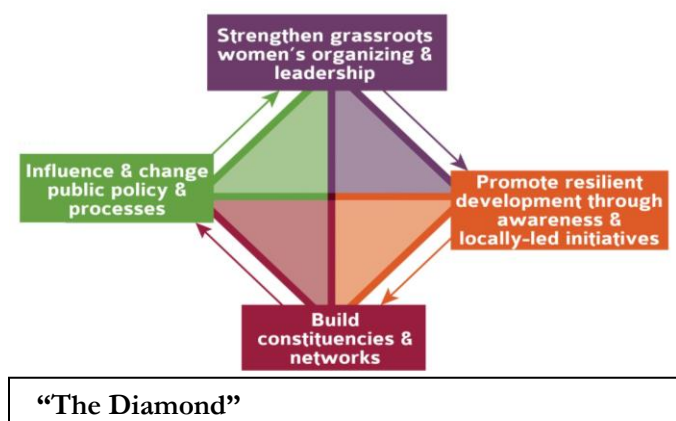 Strengthen grassroots
women´s organizing &
leadership
Influence & change
public policy &
processes
Promote resilient
development through
awareness &
locally-led initiatives
Build
constituencies &
networks
“The Diamond”